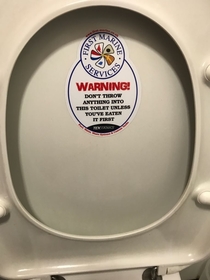 FIRST MARINE
SERVICES
WARNING!
DON'T THROW
ANYTHING INTO
THIS TOILET UNLESS
YOU'VE EATEN
IT FIRST